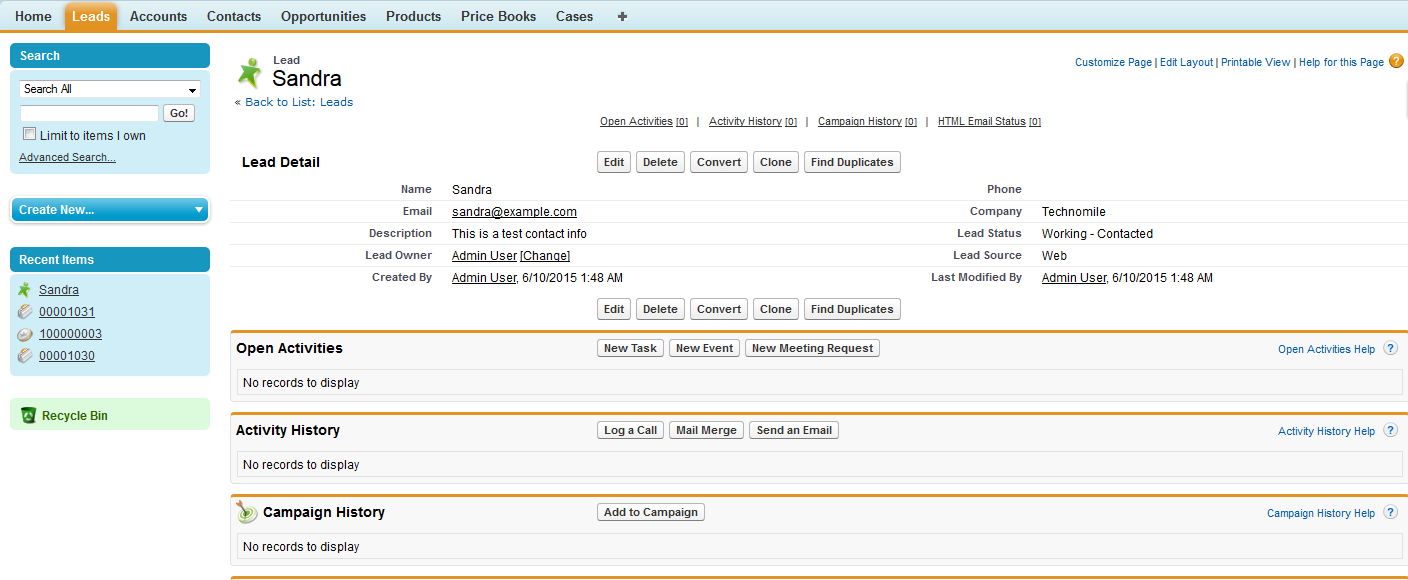 Home Leads Accounts Contacts Opportunities Products Price Books Cases +
Search
Search All
Go!
Limit to items I own
Advanced Search...
Create New...
Recent Items
Sandra
00001031
100000003
00001030
Recycle Bin
Lead
Sandra
« Back to List: Leads
Customize Page | Edit Layout | Printable View | Help for this Page ?
Open Activities [0] | Activity History [0] | Campaign History [0] | HTML Email Status [0]
Lead Detail Edit Delete Convert Clone Find Duplicates
Name Sandra Phone
Email sandra@example.com Company Technomile
Description This is a test contact info Lead Status Working - Contacted
Lead Owner Admin User [Change] Lead Source Web
Created By Admin User, 6/10/2015 1:48 AM Last Modified By Admin User, 6/10/2015 1:48 AM
Edit Delete Convert Clone Find Duplicates
Open Activities New Task New Event New Meeting Request Open Activities Help ?
No records to display
Activity History Log a Call Mail Merge Send an Email Activity History Help ?
No records to display
Campaign History Add to Campaign Campaign History Help ?
No records to display